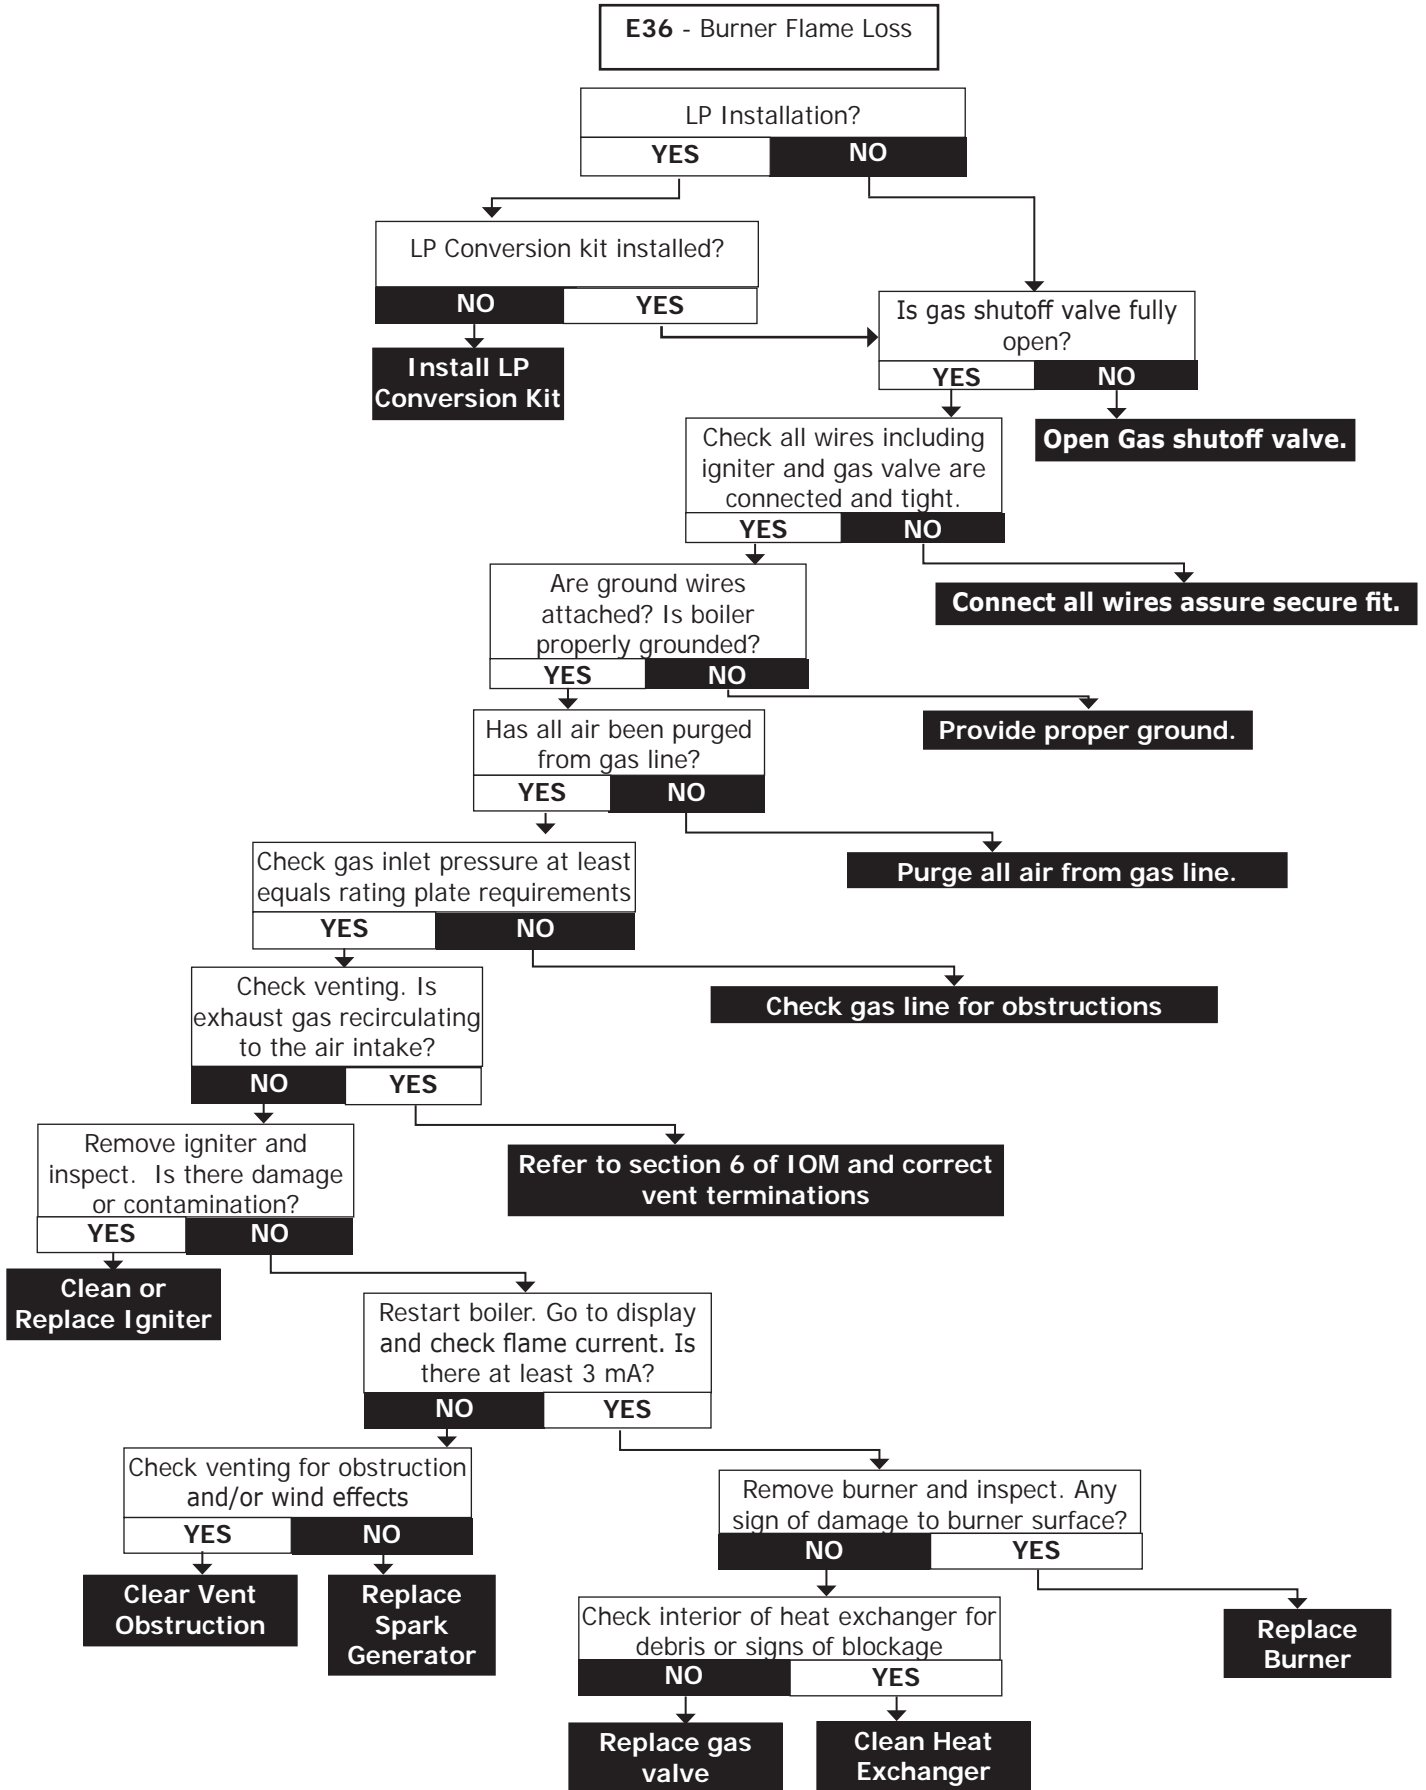 E36 - Burner Flame Loss
LP Installation?
YES
NO
LP Conversion kit installed?
NO
YES
Is gas shutoff valve fully
open?
YES
NO
Install LP
Conversion Kit
Open Gas shutoff valve.
Check all wires including
igniter and gas valve are
connected and tight.
YES
NO
Connect all wires assure secure fit.
Are ground wires
attached? Is boiler
properly grounded?
YES
NO
Provide proper ground.
Has all air been purged
from gas line?
YES
NO
Purge all air from gas line.
Check gas inlet pressure at least
equals rating plate requirements
YES
NO
Check gas line for obstructions
Check venting. Is
exhaust gas recirculating
to the air intake?
NO
YES
Refer to section 6 of IOM and correct
vent terminations
Remove igniter and
inspect.  Is there damage
or contamination?
YES
NO
Clean or
Replace Igniter
Restart boiler. Go to display
and check flame current. Is
there at least 3 mA?
NO
YES
Check venting for obstruction
and/or wind effects
YES
NO
Clear Vent
Obstruction
Replace
Spark
Generator
Remove burner and inspect. Any
sign of damage to burner surface?
NO
YES
Replace
Burner
Check interior of heat exchanger for
debris or signs of blockage
NO
YES
Replace gas
valve
Clean Heat
Exchanger